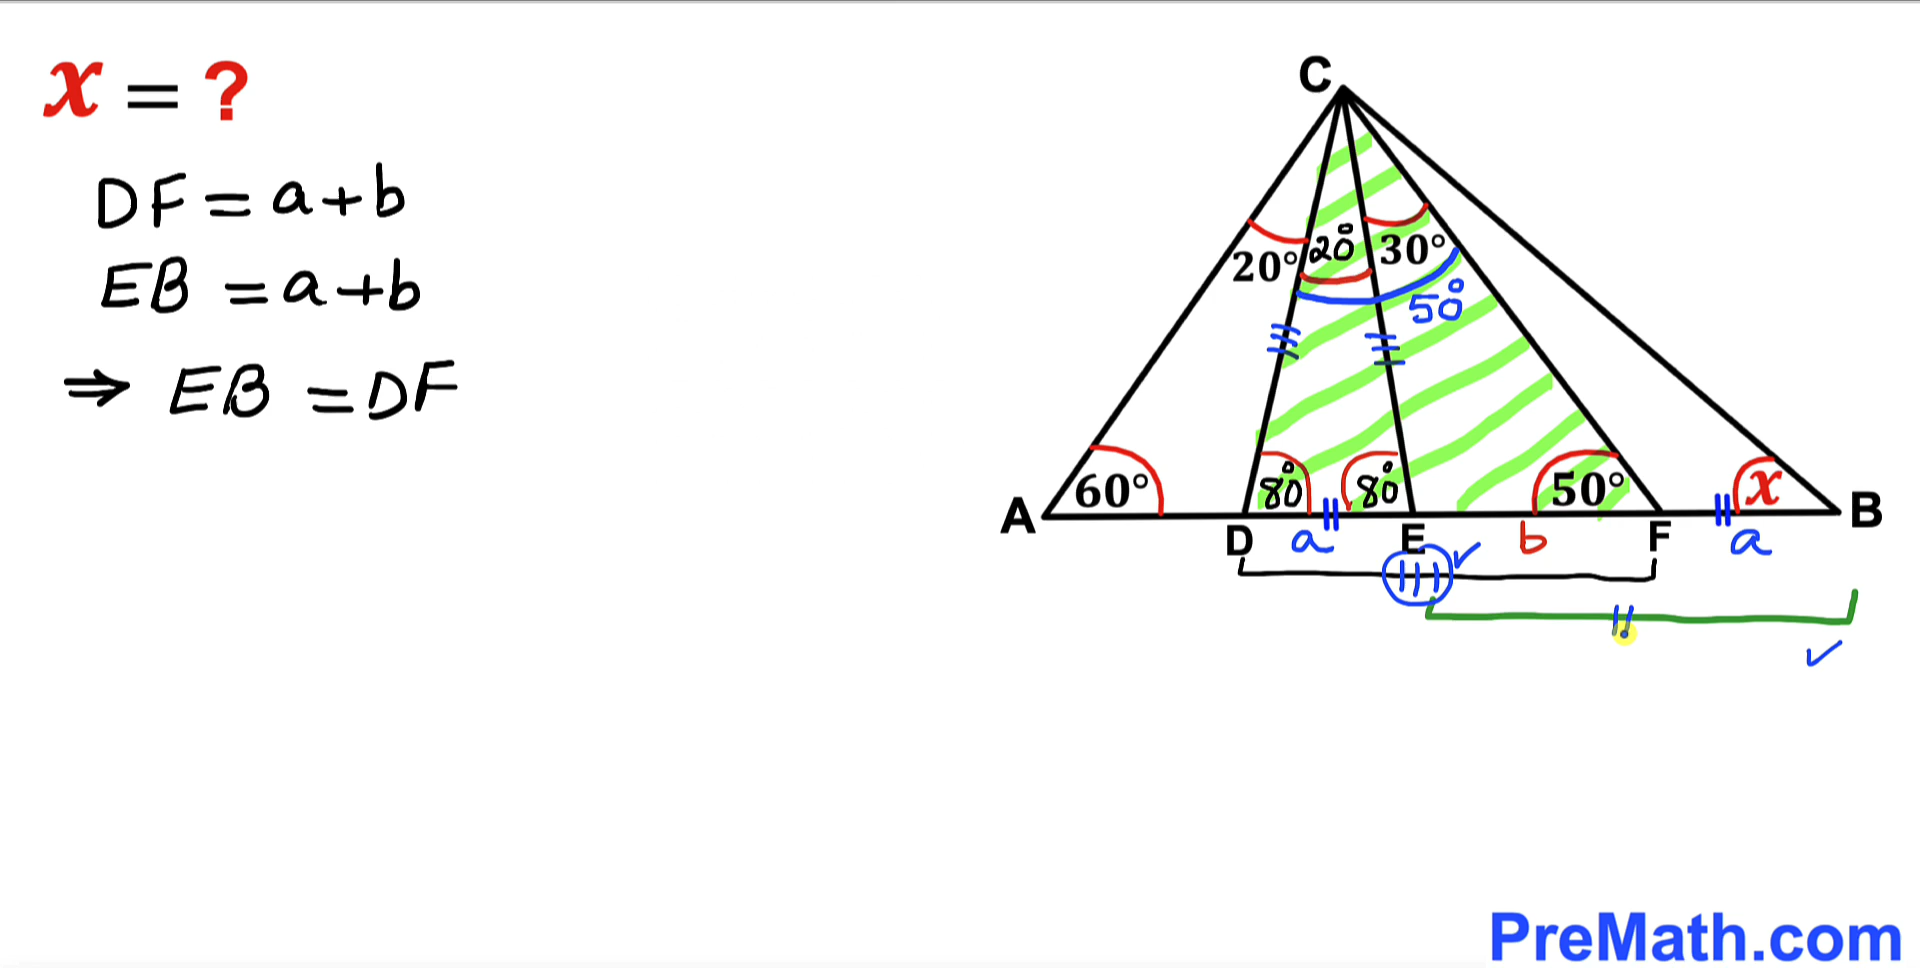 x = ?
DF = a + b
EB = a + b
⇒ EB = DF
C
20° 20° 30°
50°
60° 80° 80° 50° x
A D a E b F a B
PreMath.com